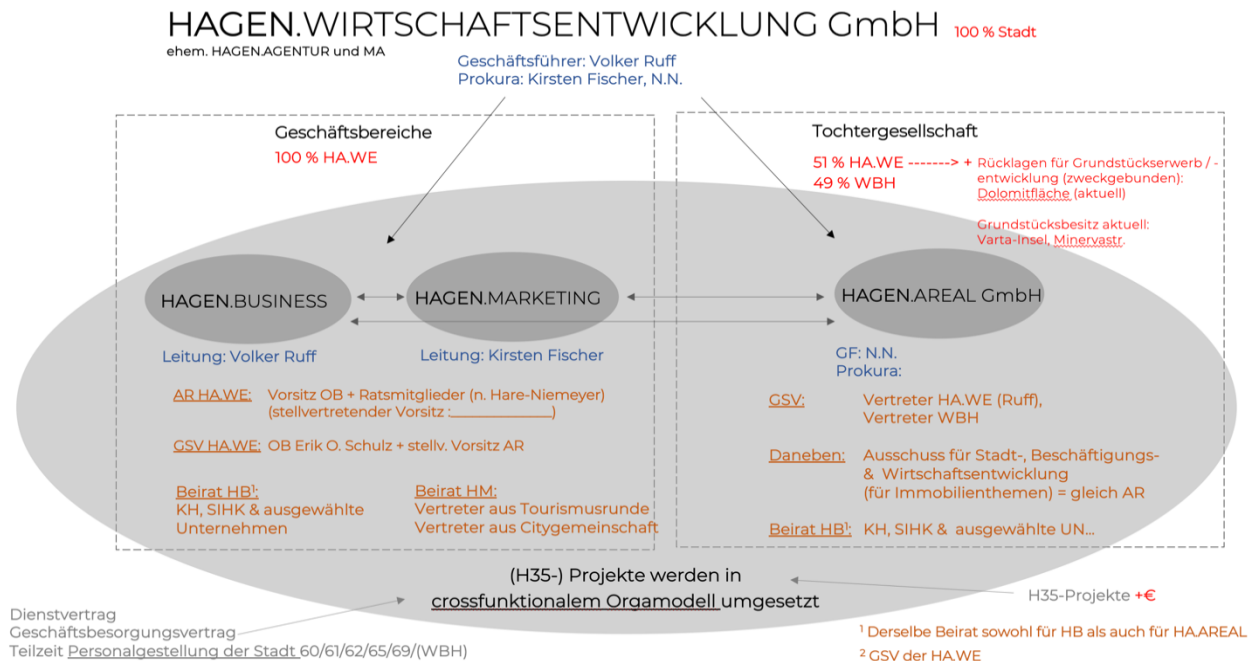 HAGEN.WIRTSCHAFTSENTWICKLUNG GmbH 100 % Stadt
ehem. HAGEN.AGENTUR und MA
Geschäftsführer: Volker Ruff
Prokura: Kirsten Fischer, N.N.
Geschäftsbereiche
100 % HA.WE
Tochtergesellschaft
51 % HA.WE -------> + Rücklagen für Grundstückserwerb / -
entwicklung (zweckgebunden):
Dolomitfläche (aktuell)
49 % WBH
Grundstücksbesitz aktuell:
Varta-Insel, Minervastr.
HAGEN.BUSINESS
HAGEN.MARKETING
HAGEN.AREAL GmbH
Leitung: Volker Ruff
Leitung: Kirsten Fischer
GF: N.N.
Prokura:
AR HA.WE: Vorsitz OB + Ratsmitglieder (n. Hare-Niemeyer)
(stellvertretender Vorsitz :____________)
GSV HA.WE: OB Erik O. Schulz + stellv. Vorsitz AR
Beirat HB¹:
KH, SIHK & ausgewählte
Unternehmen
Beirat HM:
Vertreter aus Tourismusrunde
Vertreter aus Citygemeinschaft
GSV: Vertreter HA.WE (Ruff),
Vertreter WBH
Daneben: Ausschuss für Stadt-, Beschäftigungs-
& Wirtschaftsentwicklung
(für Immobilienthemen) = gleich AR
Beirat HB¹: KH, SIHK & ausgewählte UN...
(H35-) Projekte werden in
crossfunktionalem Orgamodell umgesetzt
H35-Projekte +€
Dienstvertrag
Geschäftsbesorgungsvertrag
Teilzeit Personalgestellung der Stadt 60/61/62/65/69/(WBH)
¹ Derselbe Beirat sowohl für HB als auch für HA.AREAL
² GSV der HA.WE